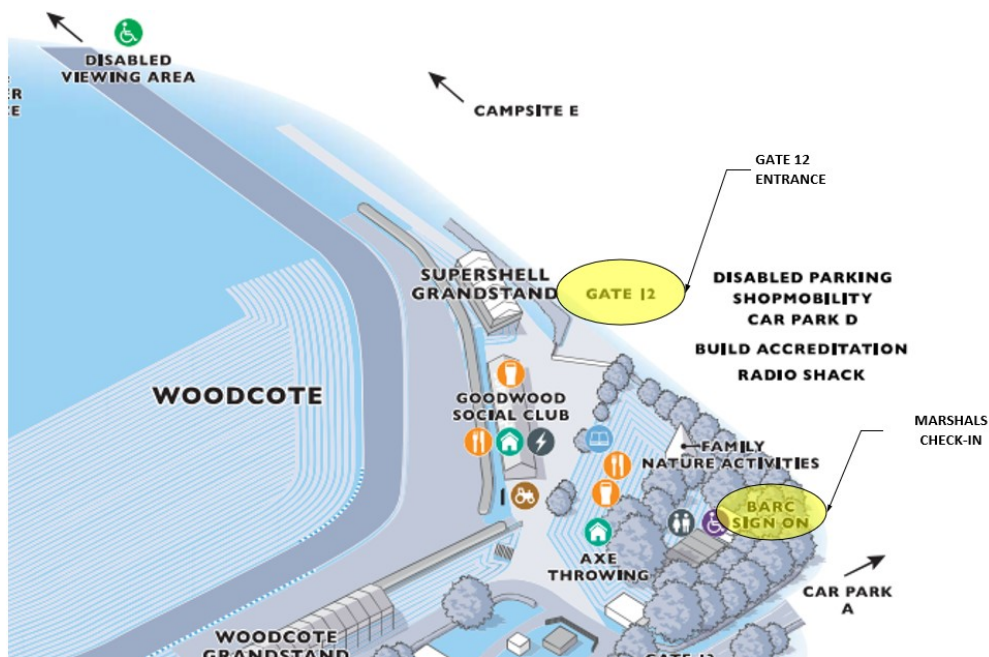 DISABLED
VIEWING AREA
CAMPSITE E
GATE 12
ENTRANCE
SUPERSHELL
GRANDSTAND
GATE 12
DISABLED PARKING
SHOPMOBILITY
CAR PARK D
BUILD ACCREDITATION
RADIO SHACK
WOODCOTE
GOODWOOD
SOCIAL CLUB
MARSHALS
CHECK-IN
FAMILY
NATURE ACTIVITIES
BARC
SIGN ON
AXE
THROWING
CAR PARK
A
WOODCOTE
GRANDSTAND